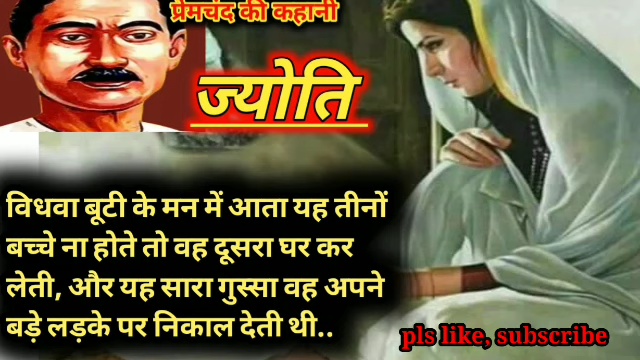 प्रेमचंद की कहानी
ज्योति
विधवा बूटी के मन में आता यह तीनों
बच्चे ना होते तो वह दूसरा घर कर
लेती, और यह सारा गुस्सा वह अपने
बड़े लड़के पर निकाल देती थी..
pls like, subscribe